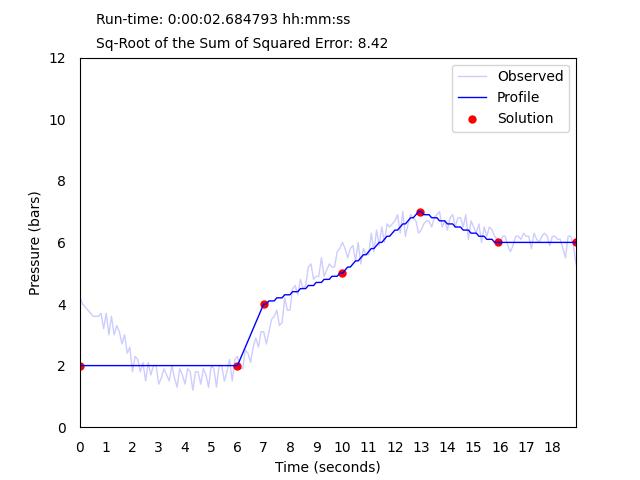 Run-time: 0:00:02.684793 hh:mm:ss
Sq-Root of the Sum of Squared Error: 8.42
12
10
8
6
4
2
0
Pressure (bars)
Observed
Profile
Solution
0 1 2 3 4 5 6 7 8 9 10 11 12 13 14 15 16 17 18
Time (seconds)